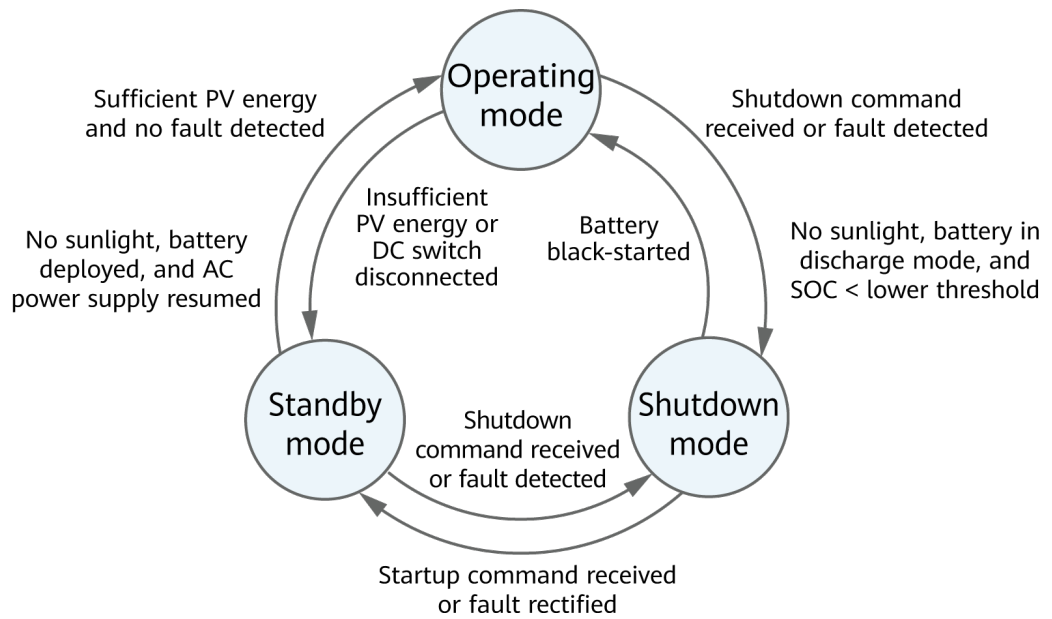 Operating
mode
Sufficient PV energy
and no fault detected
Shutdown command
received or fault detected
Insufficient
PV energy or
DC switch
disconnected
Battery
black-started
No sunlight, battery
deployed, and AC
power supply resumed
No sunlight, battery in
discharge mode, and
SOC < lower threshold
Standby
mode
Shutdown
command received
or fault detected
Shutdown
mode
Startup command received
or fault rectified